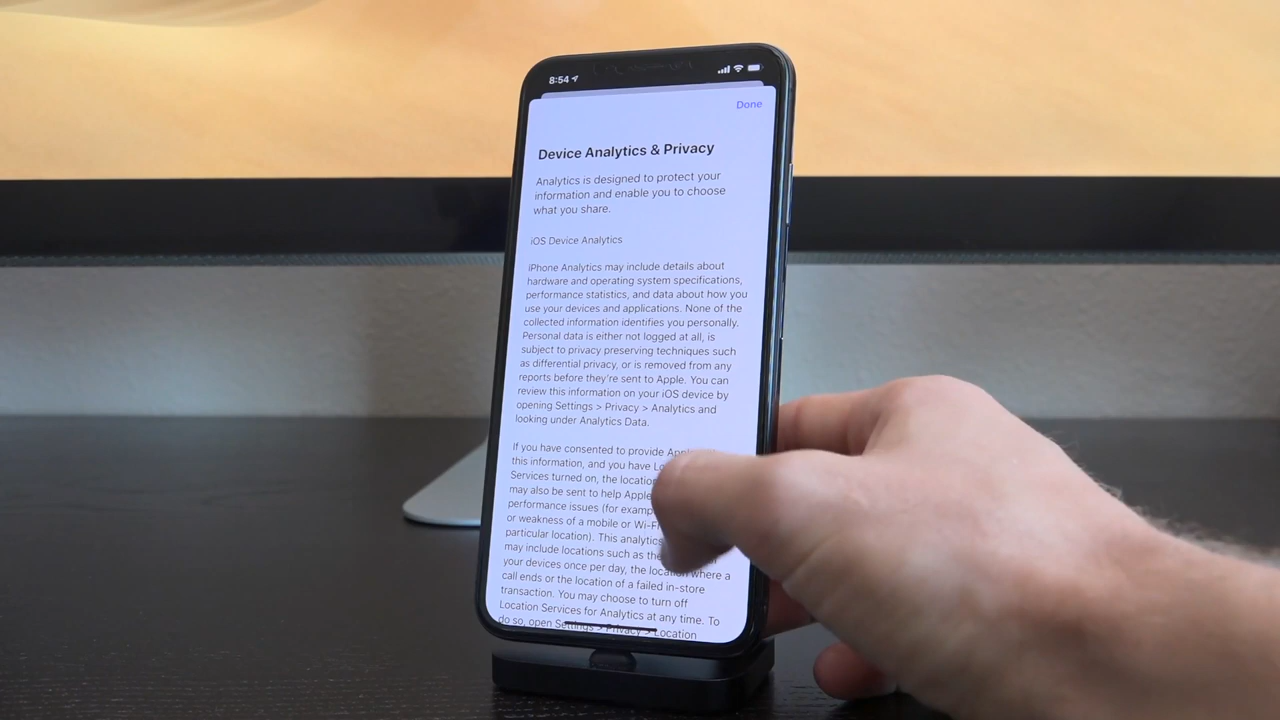 8:54
Done
Device Analytics & Privacy
Analytics is designed to protect your
information and enable you to choose
what you share.
iOS Device Analytics
iPhone Analytics may include details about
hardware and operating system specifications,
performance statistics, and data about how you
use your devices and applications. None of the
collected information identifies you personally.
Personal data is either not logged at all, is
subject to privacy preserving techniques such
as differential privacy, or is removed from any
reports before they're sent to Apple. You can
review this information on your iOS device by
opening Settings > Privacy > Analytics and
looking under Analytics Data.
If you have consented to provide
this information, and you have
Services turned on, the location
may also be sent to help Apple
performance issues (for
or weakness of a mobile or
particular location). This analytics
may include locations such as the
your devices once per day, the location where a
call ends or the location of a failed in-store
transaction. You may choose to turn off
Location Services for Analytics at any time. To
do so, open Settings > Privacy > Location